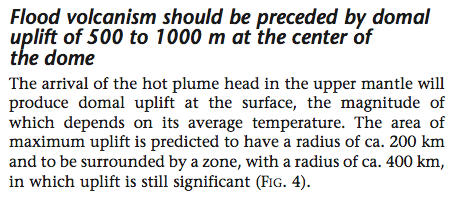 Flood volcanism should be preceded by domal
uplift of 500 to 1000 m at the center of
the dome
The arrival of the hot plume head in the upper mantle will
produce domal uplift at the surface, the magnitude of
which depends on its average temperature. The area of
maximum uplift is predicted to have a radius of ca. 200 km
and to be surrounded by a zone, with a radius of ca. 400 km,
in which uplift is still significant (FIG. 4).